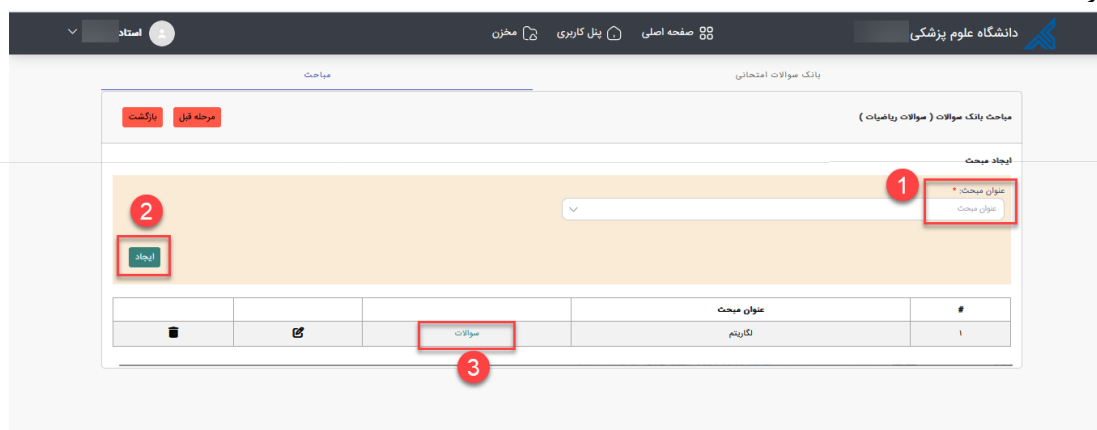 دانشگاه علوم پزشکی
صفحه اصلی
پنل کاربری
مخزن
استاد
بانک سوالات امتحانی
مباحث
مباحث بانک سوالات ( سوالات ریاضیات )
مرحله قبل
بازگشت
ایجاد مبحث
عنوان مبحث: *
1
عنوان مبحث
2
ایجاد
# عنوان مبحث
۱ لگاریتم سوالات
3